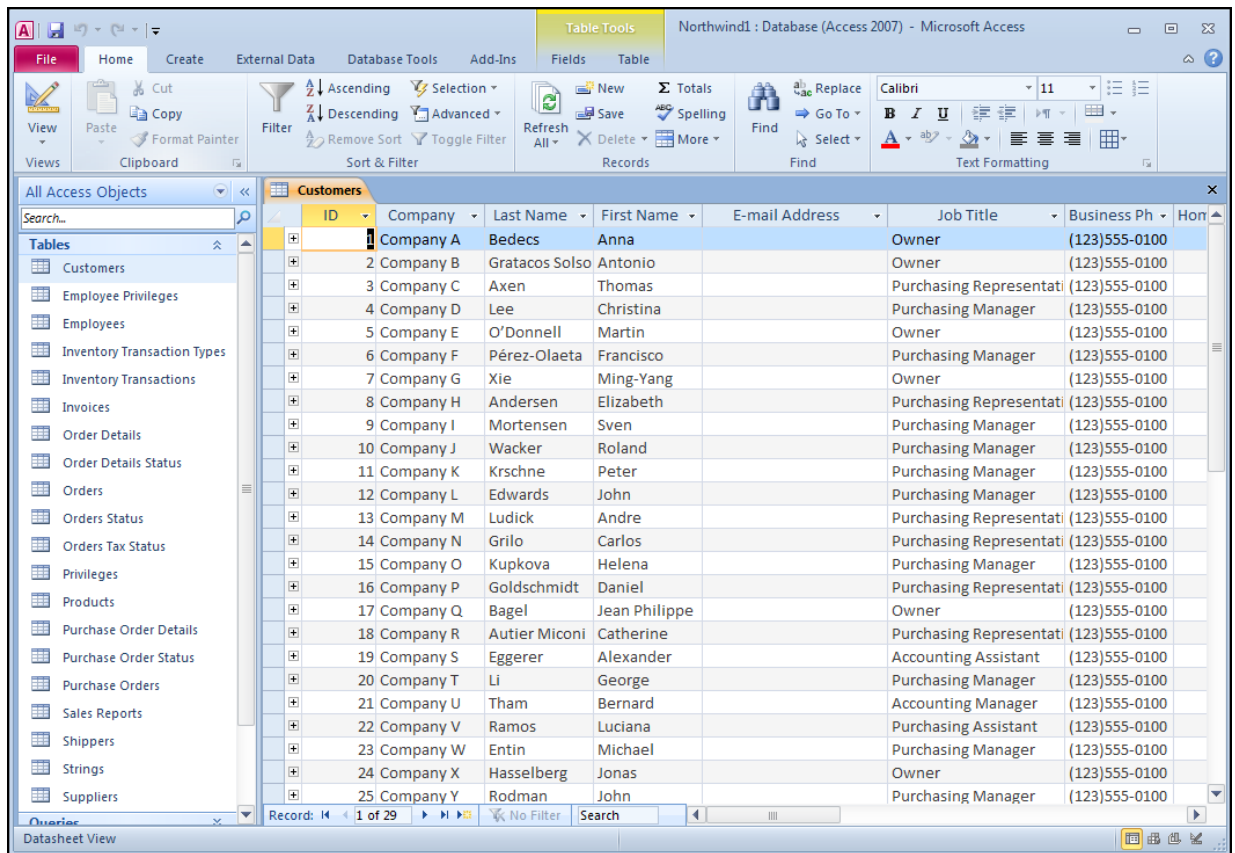 Table Tools Northwind1 : Database (Access 2007) - Microsoft Access
File Home Create External Data Database Tools Add-Ins Fields Table
View
Views
Paste
Cut
Copy
Format Painter
Clipboard
Filter
Ascending
Descending
Remove Sort
Selection
Advanced
Toggle Filter
Sort & Filter
Refresh
All
New
Save
Delete
Totals
Spelling
More
Records
Find
Replace
Go To
Select
Find
Calibri 11
B I U
Text Formatting
All Access Objects
Search...
Tables
Customers
Employee Privileges
Employees
Inventory Transaction Types
Inventory Transactions
Invoices
Order Details
Order Details Status
Orders
Orders Status
Orders Tax Status
Privileges
Products
Purchase Order Details
Purchase Order Status
Purchase Orders
Sales Reports
Shippers
Strings
Suppliers
Queries
Customers
ID Company Last Name First Name E-mail Address Job Title Business Ph Hom
1 Company A Bedecs Anna Owner (123)555-0100
2 Company B Gratacos Solso Antonio Owner (123)555-0100
3 Company C Axen Thomas Purchasing Representati (123)555-0100
4 Company D Lee Christina Purchasing Manager (123)555-0100
5 Company E O’Donnell Martin Owner (123)555-0100
6 Company F Pérez-Olaeta Francisco Purchasing Manager (123)555-0100
7 Company G Xie Ming-Yang Owner (123)555-0100
8 Company H Andersen Elizabeth Purchasing Representati (123)555-0100
9 Company I Mortensen Sven Purchasing Manager (123)555-0100
10 Company J Wacker Roland Purchasing Manager (123)555-0100
11 Company K Krschne Peter Purchasing Manager (123)555-0100
12 Company L Edwards John Purchasing Manager (123)555-0100
13 Company M Ludick Andre Purchasing Representati (123)555-0100
14 Company N Grilo Carlos Purchasing Representati (123)555-0100
15 Company O Kupkova Helena Purchasing Manager (123)555-0100
16 Company P Goldschmidt Daniel Purchasing Representati (123)555-0100
17 Company Q Bagel Jean Philippe Owner (123)555-0100
18 Company R Autier Miconi Catherine Purchasing Representati (123)555-0100
19 Company S Eggerer Alexander Accounting Assistant (123)555-0100
20 Company T Li George Purchasing Manager (123)555-0100
21 Company U Tham Bernard Accounting Manager (123)555-0100
22 Company V Ramos Luciana Purchasing Assistant (123)555-0100
23 Company W Entin Michael Purchasing Manager (123)555-0100
24 Company X Hasselberg Jonas Owner (123)555-0100
25 Company Y Rodman John Purchasing Manager (123)555-0100
Record: 1 of 29 No Filter Search
Datasheet View